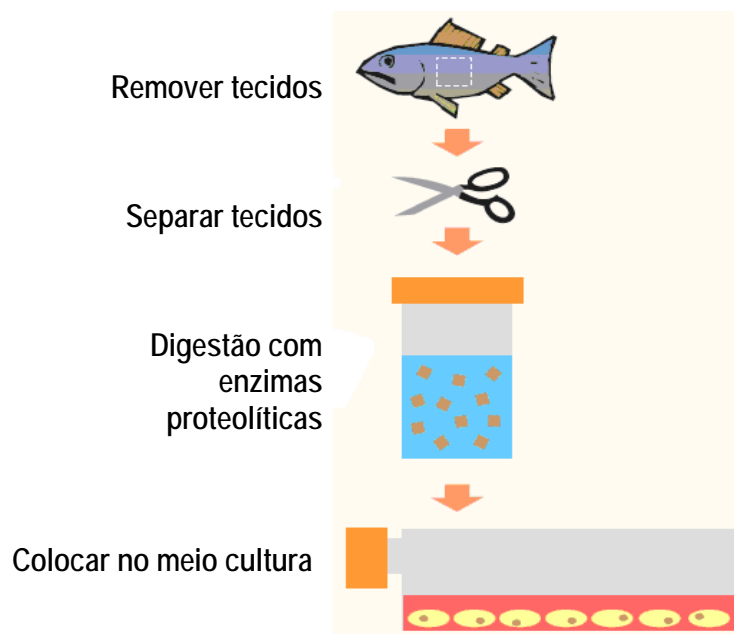 Remover tecidos
Separar tecidos
Digestão com
enzimas
proteolíticas
Colocar no meio cultura